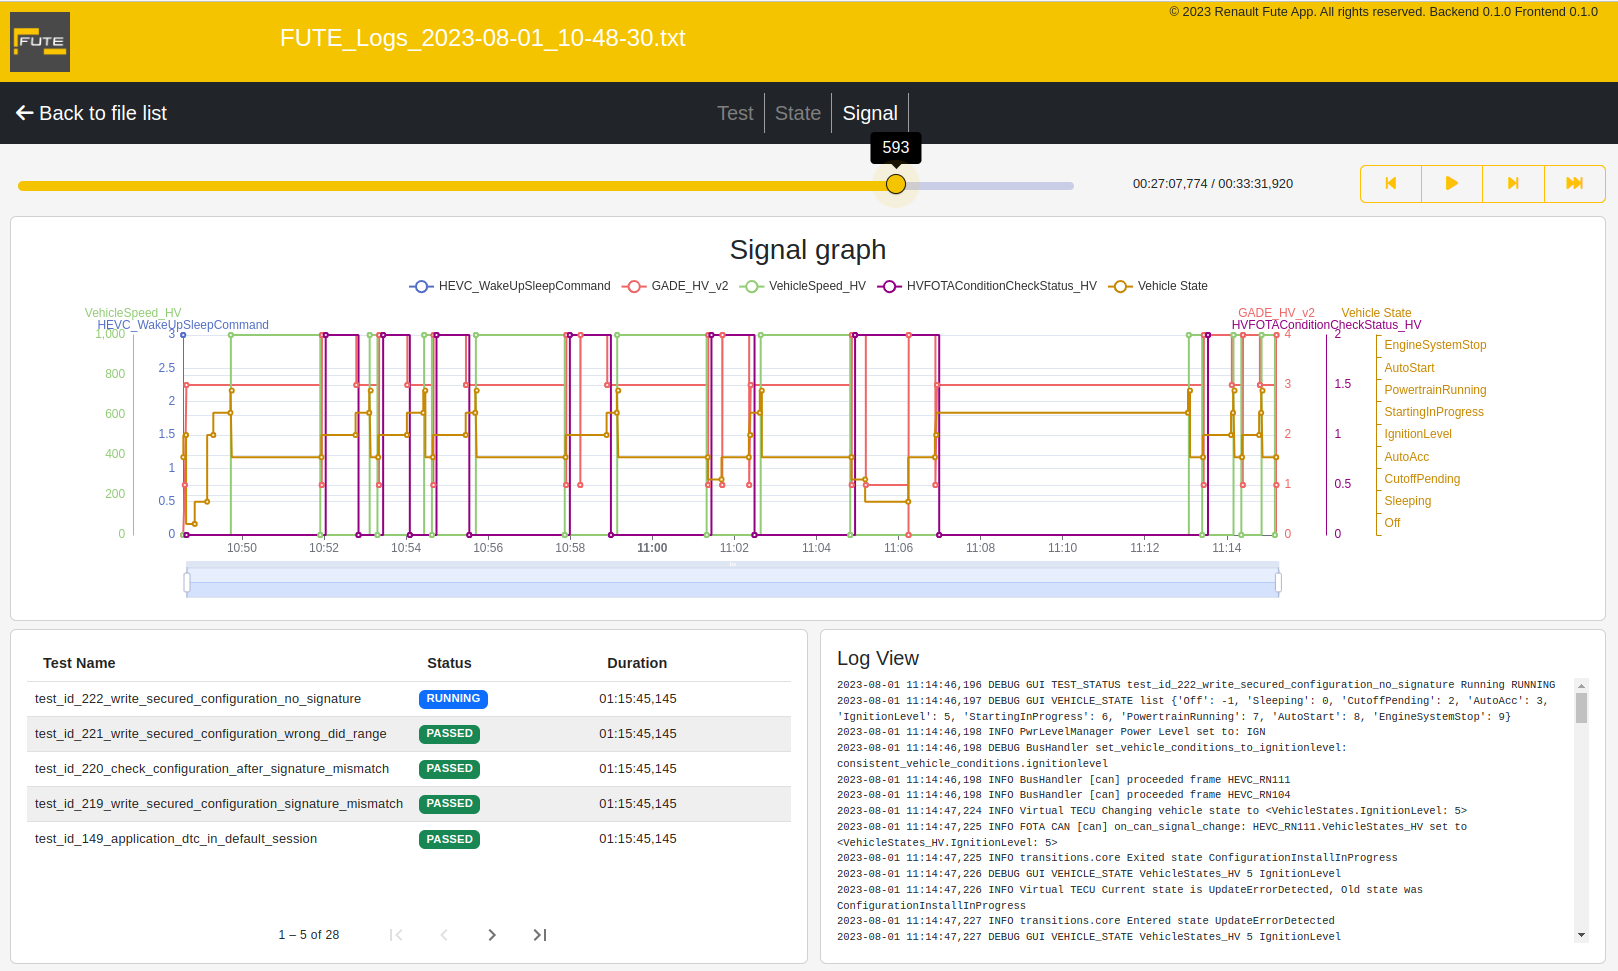 © 2023 Renault Fute App. All rights reserved. Backend 0.1.0 Frontend 0.1.0
FUTE
FUTE_Logs_2023-08-01_10-48-30.txt
Back to file list
Test
State
Signal
593
00:27:07,774 / 00:33:31,920
Signal graph
HEVC_WakeUpSleepCommand GADE_HV_v2 VehicleSpeed_HV HVFOTAConditionCheckStatus_HV Vehicle State
VehicleSpeed_HV
HEVC_WakeUpSleepCommand
GADE_HV_v2
Vehicle State
HVFOTAConditionCheckStatus_HV
1,000
800
600
400
200
0
3
2.5
2
1.5
1
0.5
0
4
3
2
1
0
2
1.5
1
0.5
0
EngineSystemStop
AutoStart
PowertrainRunning
StartingInProgress
IgnitionLevel
AutoAcc
CutoffPending
Sleeping
Off
10:50 10:52 10:54 10:56 10:58 11:00 11:02 11:04 11:06 11:08 11:10 11:12 11:14
Test Name Status Duration
test_id_222_write_secured_configuration_no_signature RUNNING 01:15:45,145
test_id_221_write_secured_configuration_wrong_did_range PASSED 01:15:45,145
test_id_220_check_configuration_after_signature_mismatch PASSED 01:15:45,145
test_id_219_write_secured_configuration_signature_mismatch PASSED 01:15:45,145
test_id_149_application_dtc_in_default_session PASSED 01:15:45,145
1 – 5 of 28
Log View
2023-08-01 11:14:46,196 DEBUG GUI TEST_STATUS test_id_222_write_secured_configuration_no_signature Running RUNNING
2023-08-01 11:14:46,197 DEBUG GUI VEHICLE_STATE list {'Off': -1, 'Sleeping': 0, 'CutoffPending': 2, 'AutoAcc': 3,
'IgnitionLevel': 5, 'StartingInProgress': 6, 'PowertrainRunning': 7, 'AutoStart': 8, 'EngineSystemStop': 9}
2023-08-01 11:14:46,198 INFO PwrLevelManager Power Level set to: IGN
2023-08-01 11:14:46,198 DEBUG BusHandler set_vehicle_conditions_to_ignitionlevel:
consistent_vehicle_conditions.ignitionlevel
2023-08-01 11:14:46,198 INFO BusHandler [can] proceeded frame HEVC_RN111
2023-08-01 11:14:46,198 INFO BusHandler [can] proceeded frame HEVC_RN104
2023-08-01 11:14:47,224 INFO Virtual TECU Changing vehicle state to <VehicleStates.IgnitionLevel: 5>
2023-08-01 11:14:47,225 INFO FOTA CAN [can] on_can_signal_change: HEVC_RN111.VehicleStates_HV set to
<VehicleStates_HV.IgnitionLevel: 5>
2023-08-01 11:14:47,225 INFO transitions.core Exited state ConfigurationInstallInProgress
2023-08-01 11:14:47,226 DEBUG GUI VEHICLE_STATE VehicleStates_HV 5 IgnitionLevel
2023-08-01 11:14:47,226 INFO Virtual TECU Current state is UpdateErrorDetected, Old state was
ConfigurationInstallInProgress
2023-08-01 11:14:47,227 INFO transitions.core Entered state UpdateErrorDetected
2023-08-01 11:14:47,227 DEBUG GUI VEHICLE_STATE VehicleStates_HV 5 IgnitionLevel